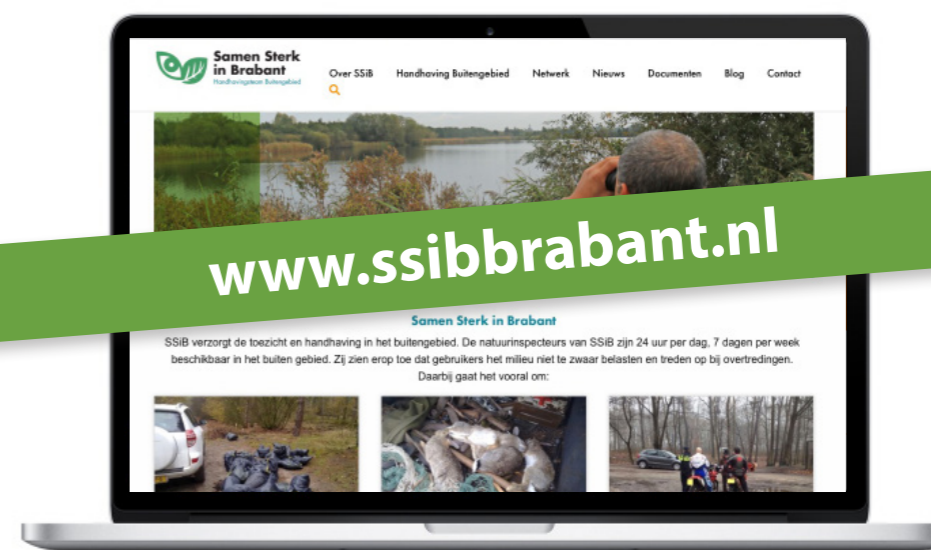 Samen Sterk
in Brabant
Handhavingsteam Buitengebied
Over SSiB Handhaving Buitengebied Netwerk Nieuws Documenten Blog Contact
www.ssibbrabant.nl
Samen Sterk in Brabant
SSiB verzorgt de toezicht en handhaving in het buitengebied. De natuurinspecteurs van SSiB zijn 24 uur per dag, 7 dagen per week
beschikbaar in het buiten gebied. Zij zien erop toe dat gebruikers het milieu niet te zwaar belasten en treden op bij overtredingen.
Daarbij gaat het vooral om: